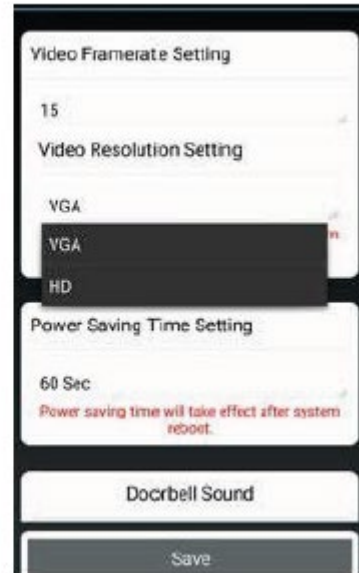 Video Framerate Setting
15
Video Resolution Setting
VGA
VGA
HD
Power Saving Time Setting
60 Sec
Power saving time will take effect after system
reboot.
Doorbell Sound
Save